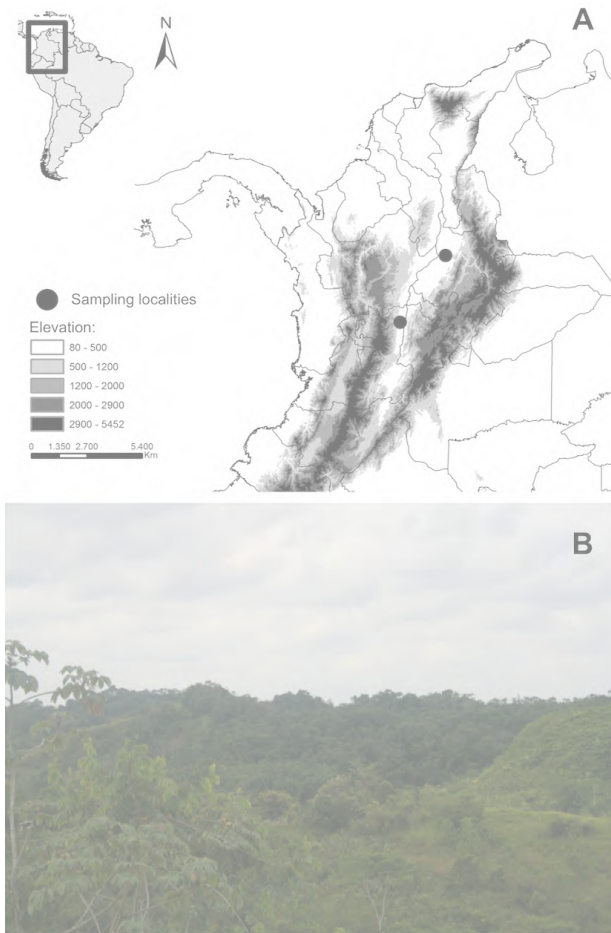 A
N
Sampling localities
Elevation:
80 - 500
500 - 1200
1200 - 2000
2000 - 2900
2900 - 5452
0 1.350 2.700 5.400
Km
B